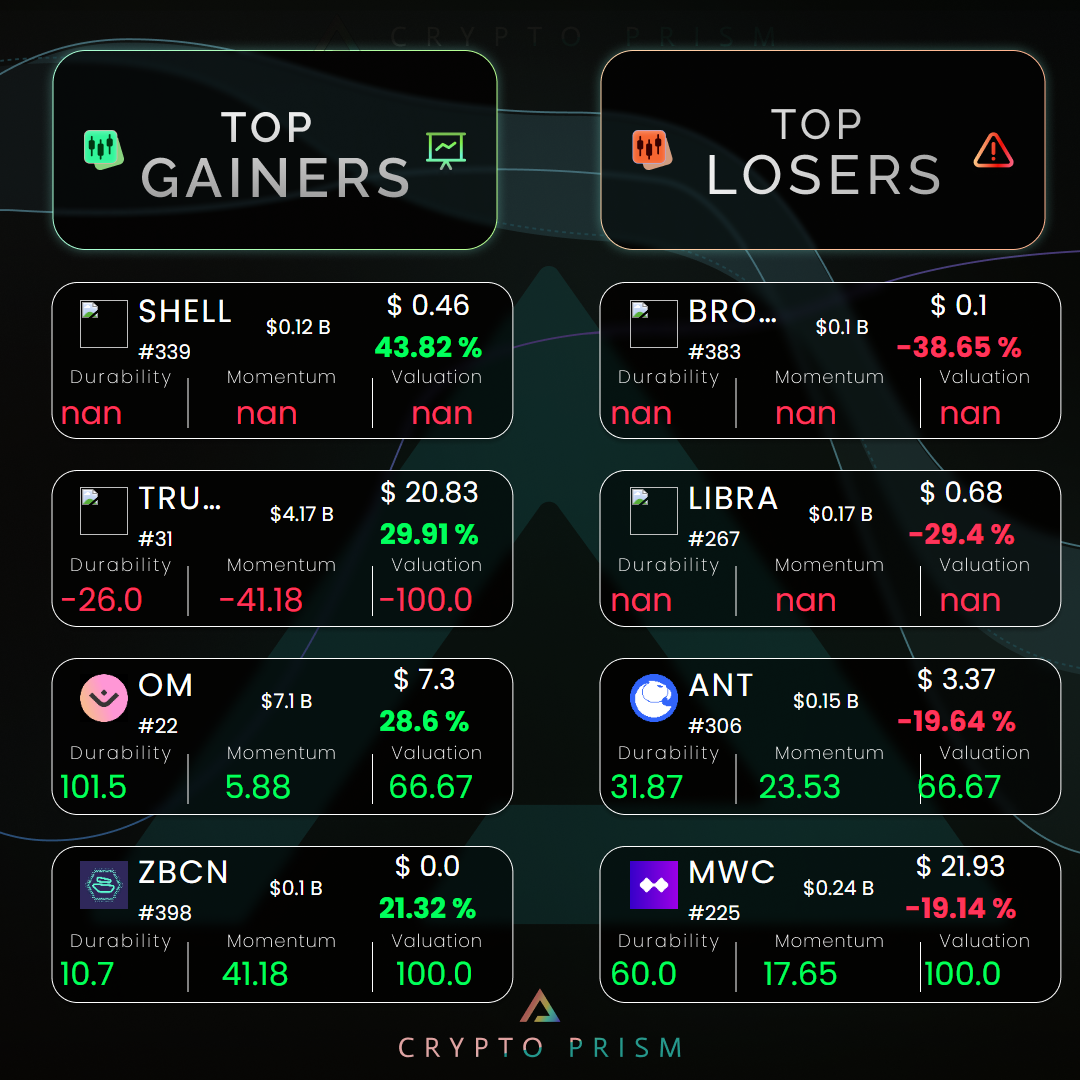 CRYPTO PRISM
TOP
GAINERS
TOP
LOSERS
SHELL
#339
$0.12 B
$ 0.46
43.82 %
Durability Momentum Valuation
nan nan nan
TRU...
#31
$4.17 B
$ 20.83
29.91 %
Durability Momentum Valuation
-26.0 -41.18 -100.0
OM
#22
$7.1 B
$ 7.3
28.6 %
Durability Momentum Valuation
101.5 5.88 66.67
ZBCN
#398
$0.1 B
$ 0.0
21.32 %
Durability Momentum Valuation
10.7 41.18 100.0
BRO...
#383
$0.1 B
$ 0.1
-38.65 %
Durability Momentum Valuation
nan nan nan
LIBRA
#267
$0.17 B
$ 0.68
-29.4 %
Durability Momentum Valuation
nan nan nan
ANT
#306
$0.15 B
$ 3.37
-19.64 %
Durability Momentum Valuation
31.87 23.53 66.67
MWC
#225
$0.24 B
$ 21.93
-19.14 %
Durability Momentum Valuation
60.0 17.65 100.0
CRYPTO PRISM